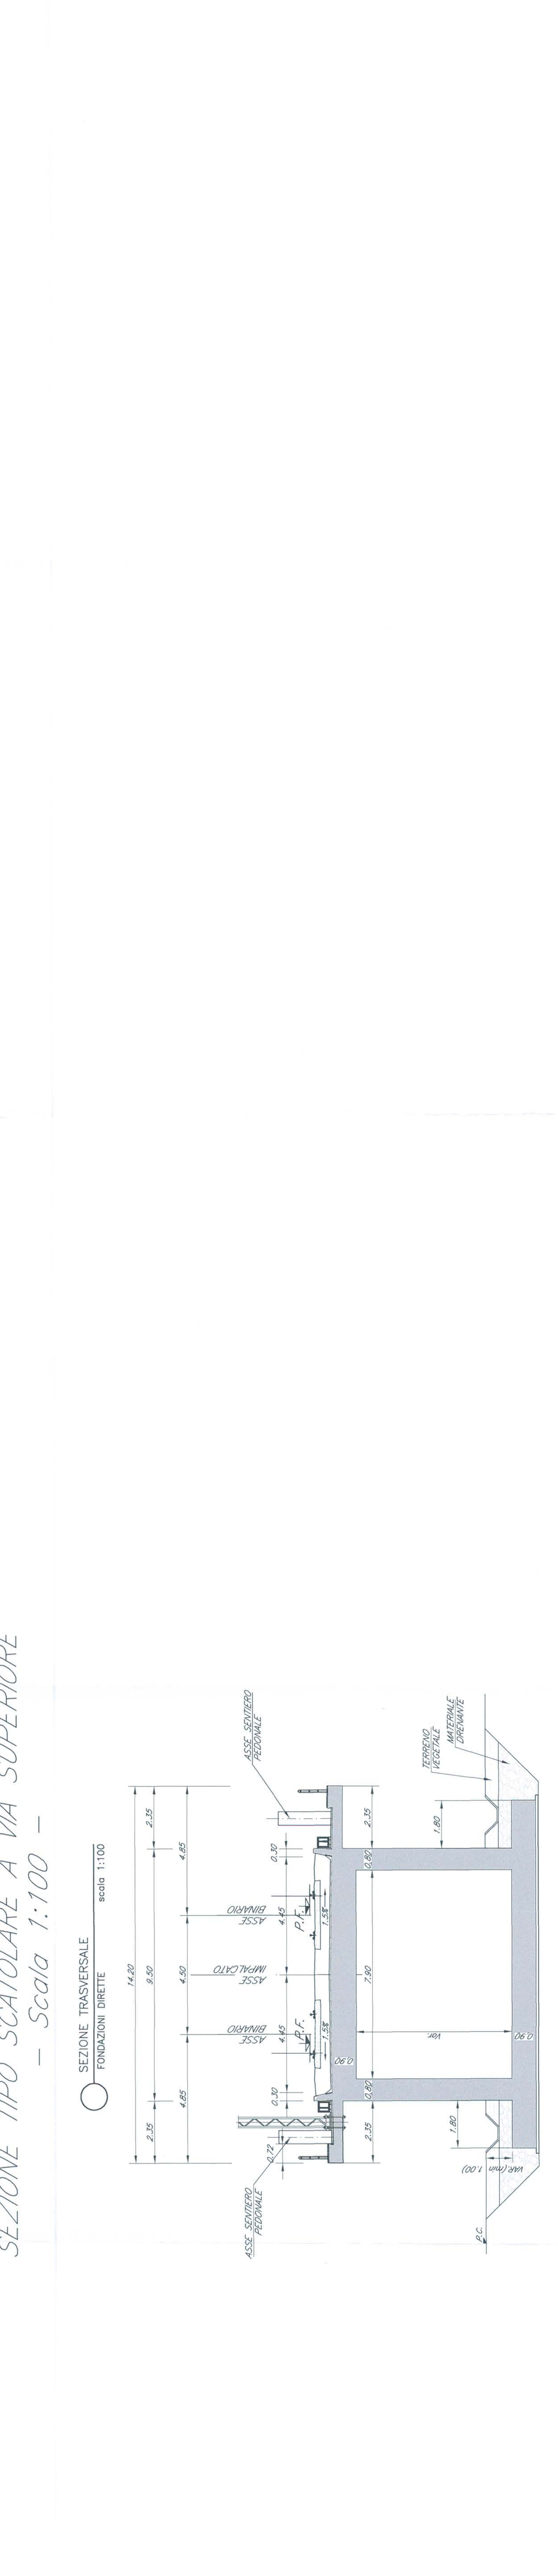 SEZIONE TIPO SCATOLARE A VIA SUPERIORE
— Scala 1:100 —
SEZIONE TRASVERSALE
FONDAZIONI DIRETTE scala 1:100
14.20
2.35 9.50 2.35
4.85 4.50 4.85
ASSE SENTIERO
PEDONALE
ASSE
BINARIO
ASSE
IMPALCATO
ASSE
BINARIO
ASSE SENTIERO
PEDONALE
0.72
0.30 4.45 4.45 0.30
P.F. P.F.
1.5% 1.5%
0.90
2.35 0.80 7.90 0.80 2.35
Var.
TERRENO
VEGETALE
MATERIALE
DRENANTE
1.80 1.80
P.C.
VAR.(min 1.00)
0.90